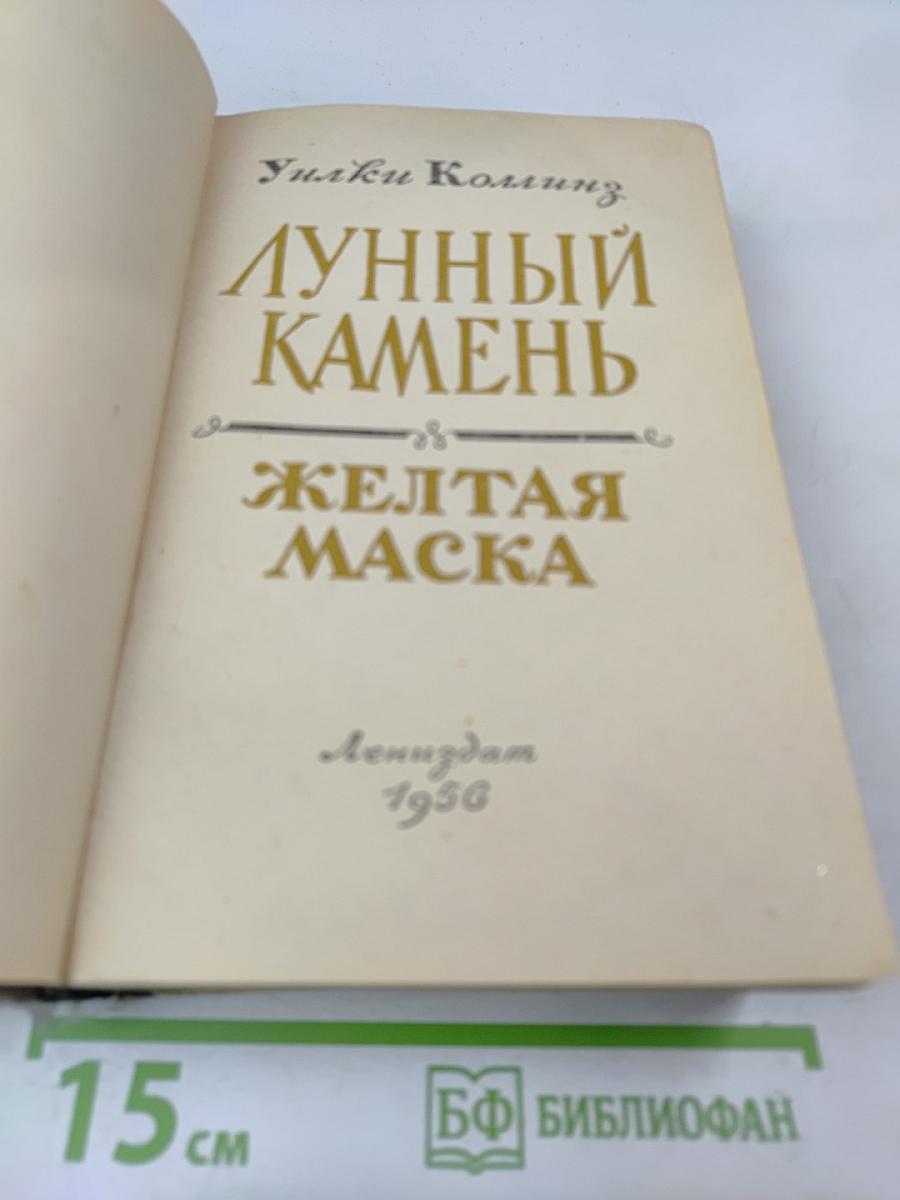 Уилки Коллинз
ЛУННЫЙ
КАМЕНЬ
ЖЕЛТАЯ
МАСКА
Лениздат
1956
15 см
БФ БИБЛИОФАН